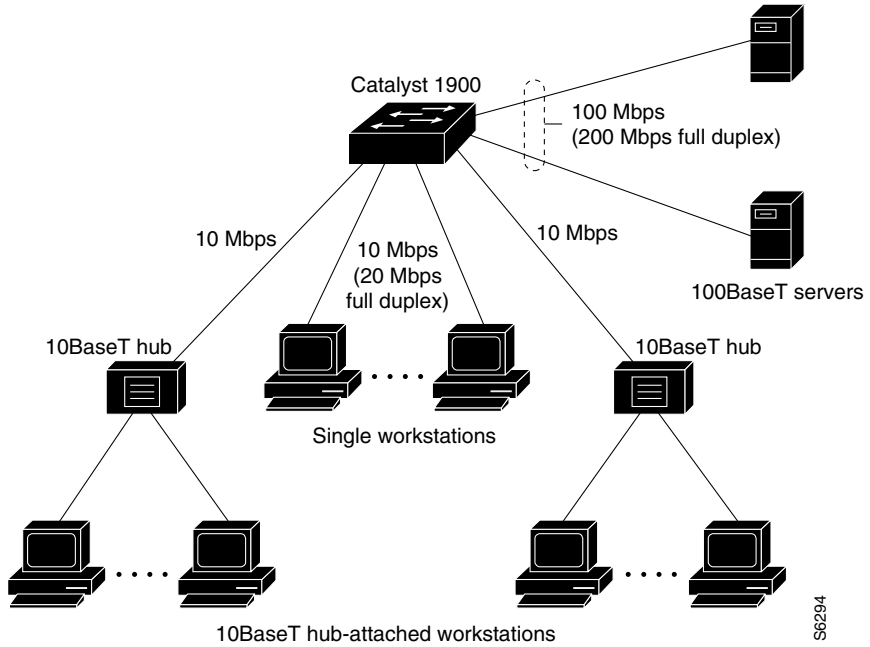 Catalyst 1900
100 Mbps
(200 Mbps full duplex)
10 Mbps
10 Mbps
(20 Mbps
full duplex)
10 Mbps
100BaseT servers
10BaseT hub
10BaseT hub
Single workstations
10BaseT hub-attached workstations
S6294